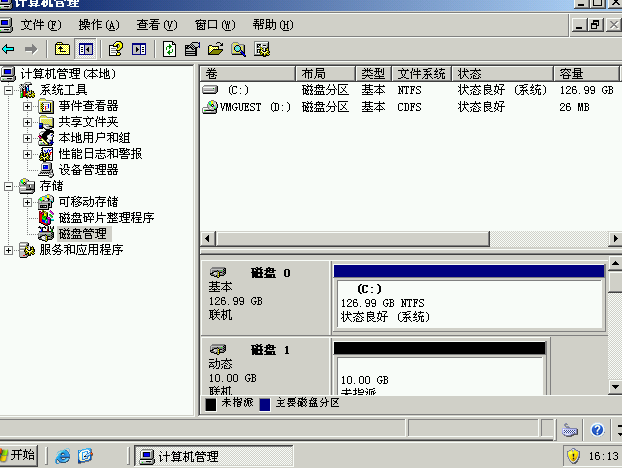 计算机管理
文件(F) 操作(A) 查看(V) 窗口(W) 帮助(H)
计算机管理(本地)
系统工具
事件查看器
共享文件夹
本地用户和组
性能日志和警报
设备管理器
存储
可移动存储
磁盘碎片整理程序
磁盘管理
服务和应用程序
卷 布局 类型 文件系统 状态 容量
(C:) 磁盘分区 基本 NTFS 状态良好 (系统) 126.99 GB
VMGUEST (D:) 磁盘分区 基本 CDFS 状态良好 26 MB
磁盘 0
基本
126.99 GB
联机
(C:)
126.99 GB NTFS
状态良好 (系统)
磁盘 1
动态
10.00 GB
联机
10.00 GB
未指派
未指派 主要磁盘分区
开始 计算机管理 16:13